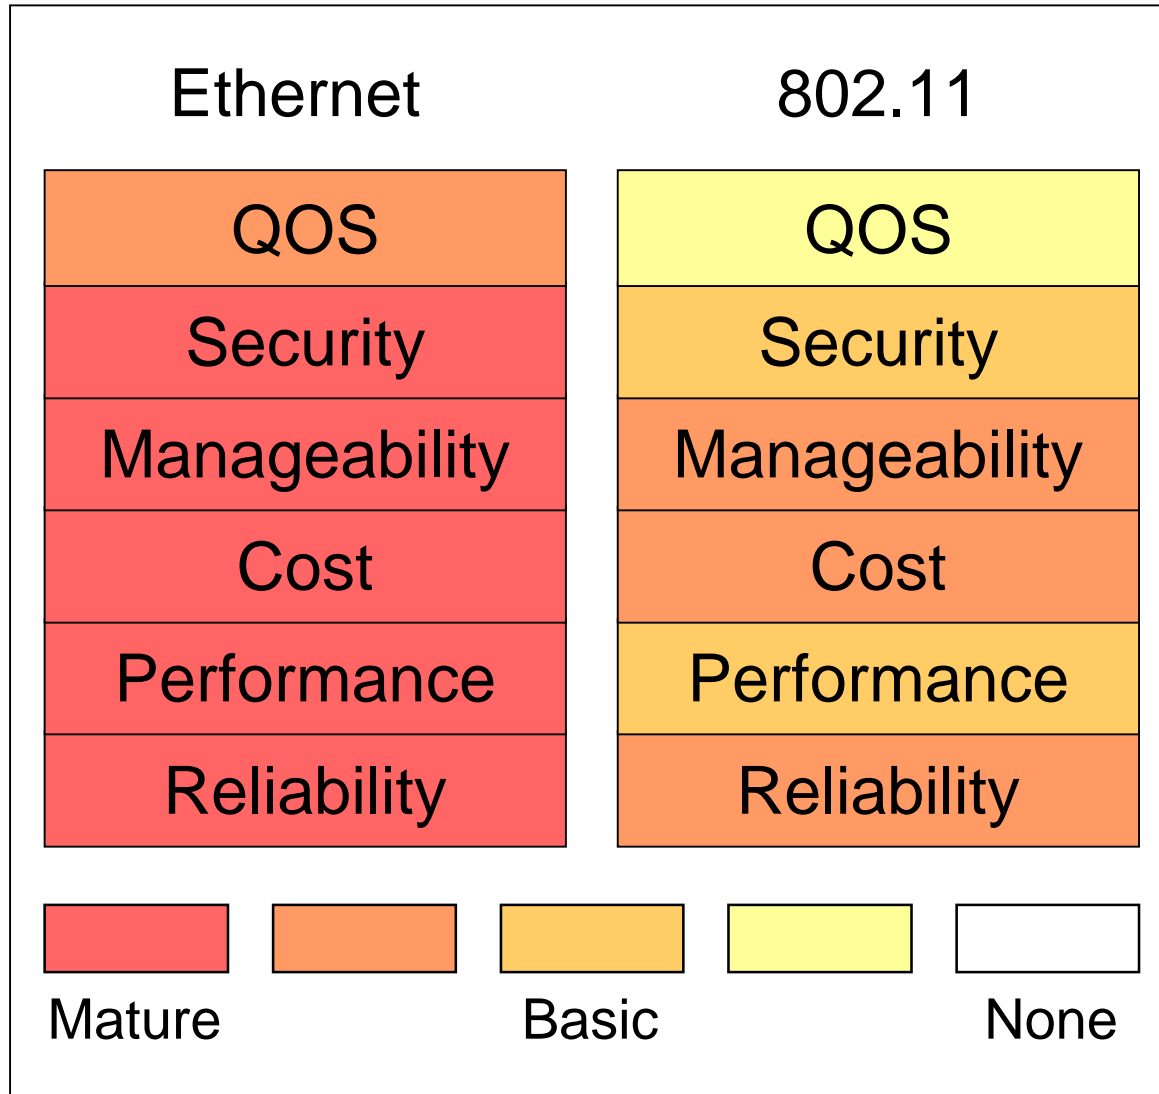 Ethernet
802.11
QOS
Security
Manageability
Cost
Performance
Reliability
QOS
Security
Manageability
Cost
Performance
Reliability
Mature
Basic
None